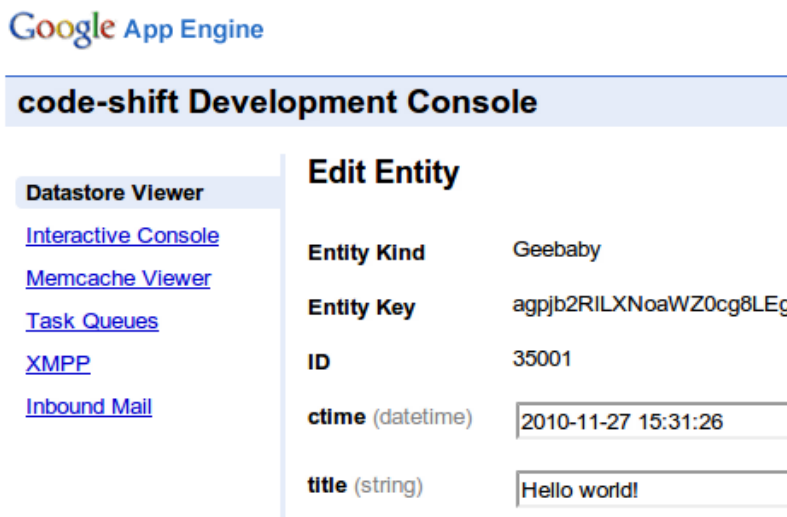 Google App Engine
code-shift Development Console
Datastore Viewer
Interactive Console
Memcache Viewer
Task Queues
XMPP
Inbound Mail
Edit Entity
Entity Kind Geebaby
Entity Key agpjb2RlLXNoaWZ0cg8LEg
ID 35001
ctime (datetime) 2010-11-27 15:31:26
title (string) Hello world!